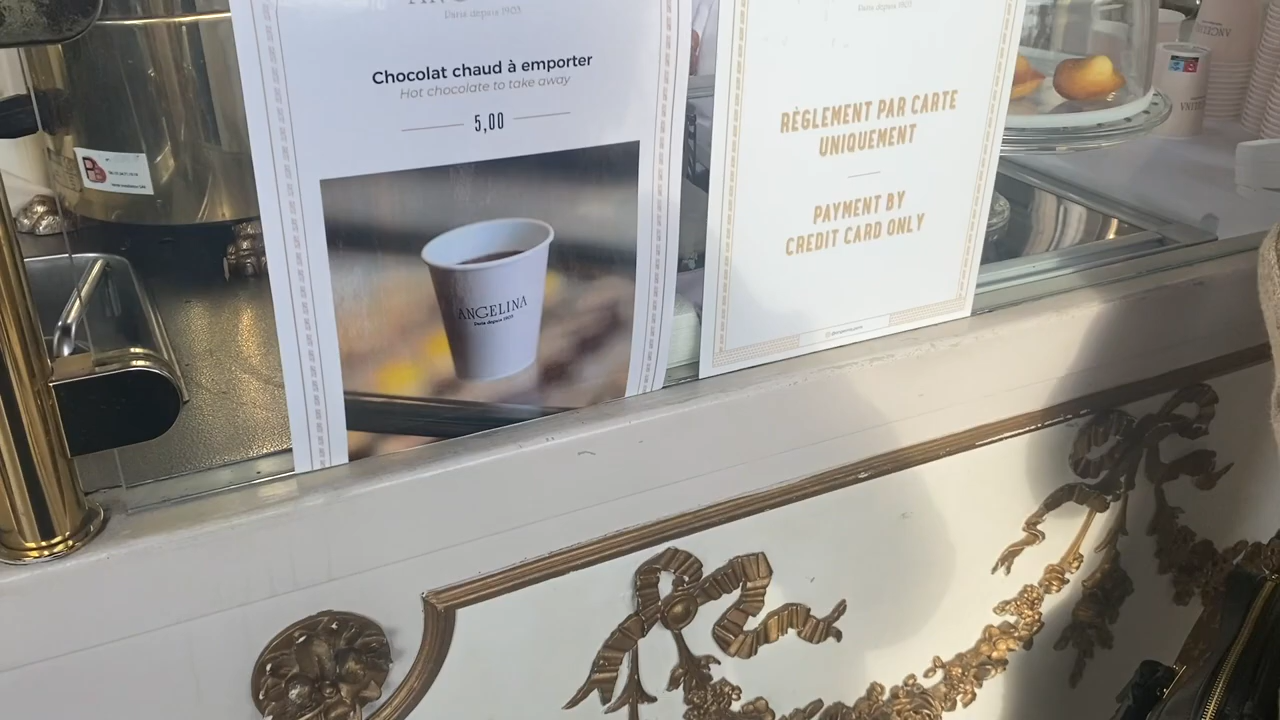 Paris depuis 1903
Chocolat chaud à emporter
Hot chocolate to take away
5,00
ANGELINA
Paris depuis 1903
Paris depuis 1903
RÈGLEMENT PAR CARTE
UNIQUEMENT
PAYMENT BY
CREDIT CARD ONLY
ANGELINA